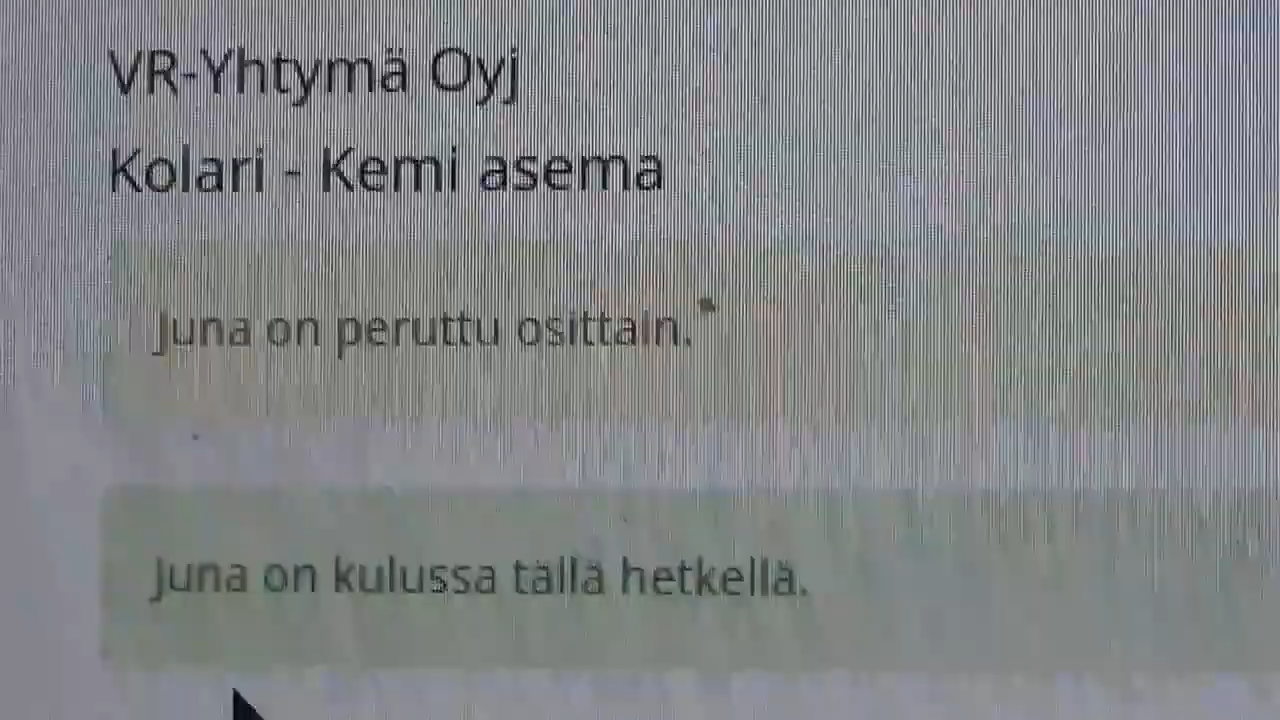 VR-Yhtymä Oyj
Kolari - Kemi asema
Juna on peruttu osittain.
Juna on kulussa tällä hetkellä.